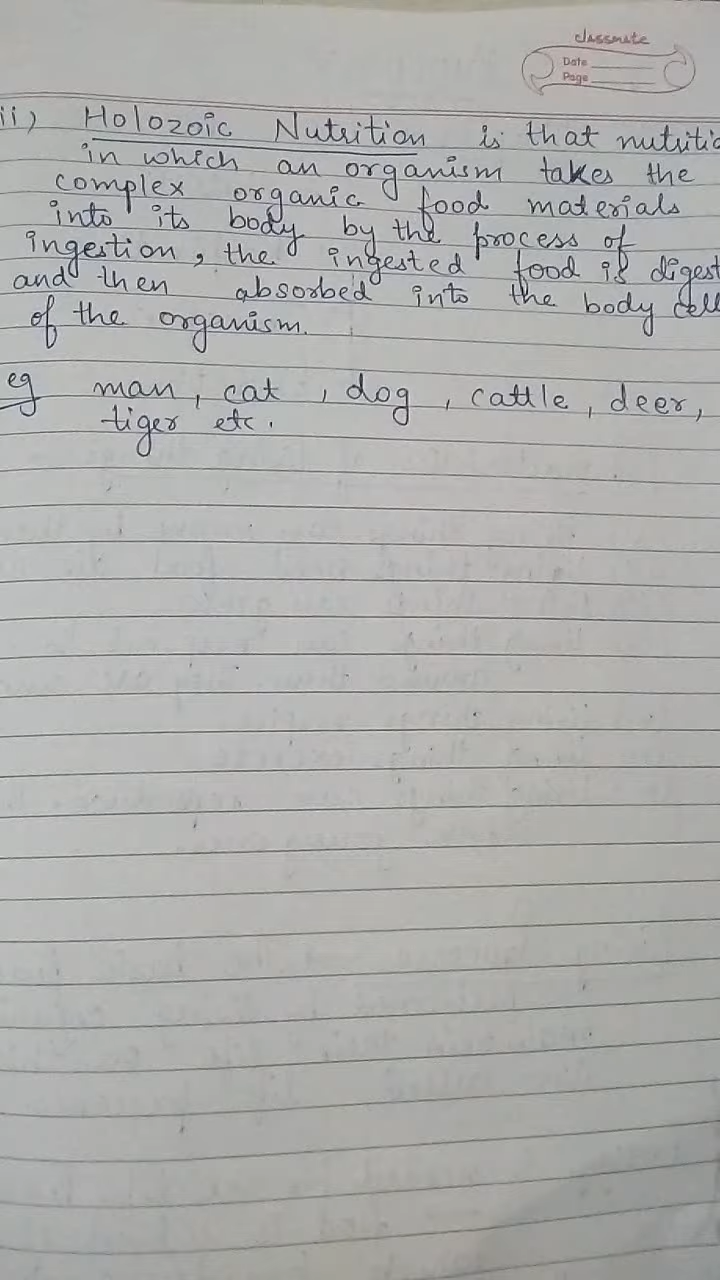 classmate
Date
Page
ii) Holozoic Nutrition is that nutritio
in which an organism takes the
complex organic food materials
into its body by the process of
ingestion, the ingested food is digest
and then absorbed into the body cell
of the organism.
eg man, cat, dog, cattle, deer,
tiger etc.